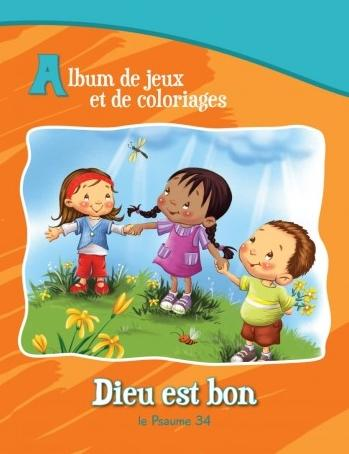 Album de jeux
et de coloriages
Dieu est bon
le Psaume 34